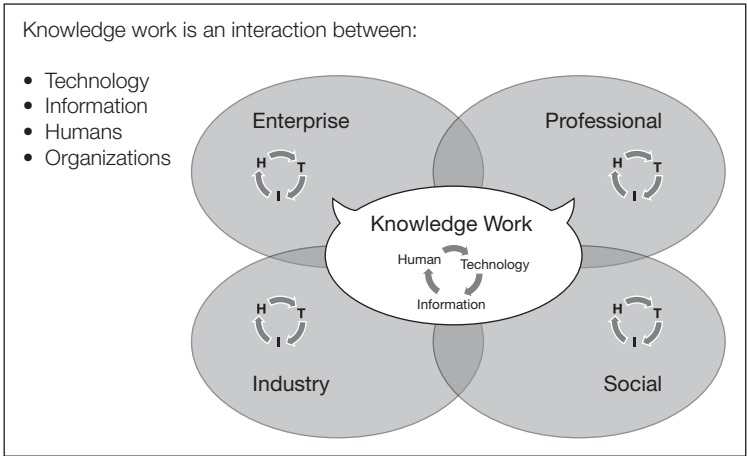 Knowledge work is an interaction between:
• Technology
• Information
• Humans
• Organizations
Enterprise
H T
I
Professional
H T
I
Knowledge Work
Human
Technology
Information
H T
I
Industry
H T
I
Social